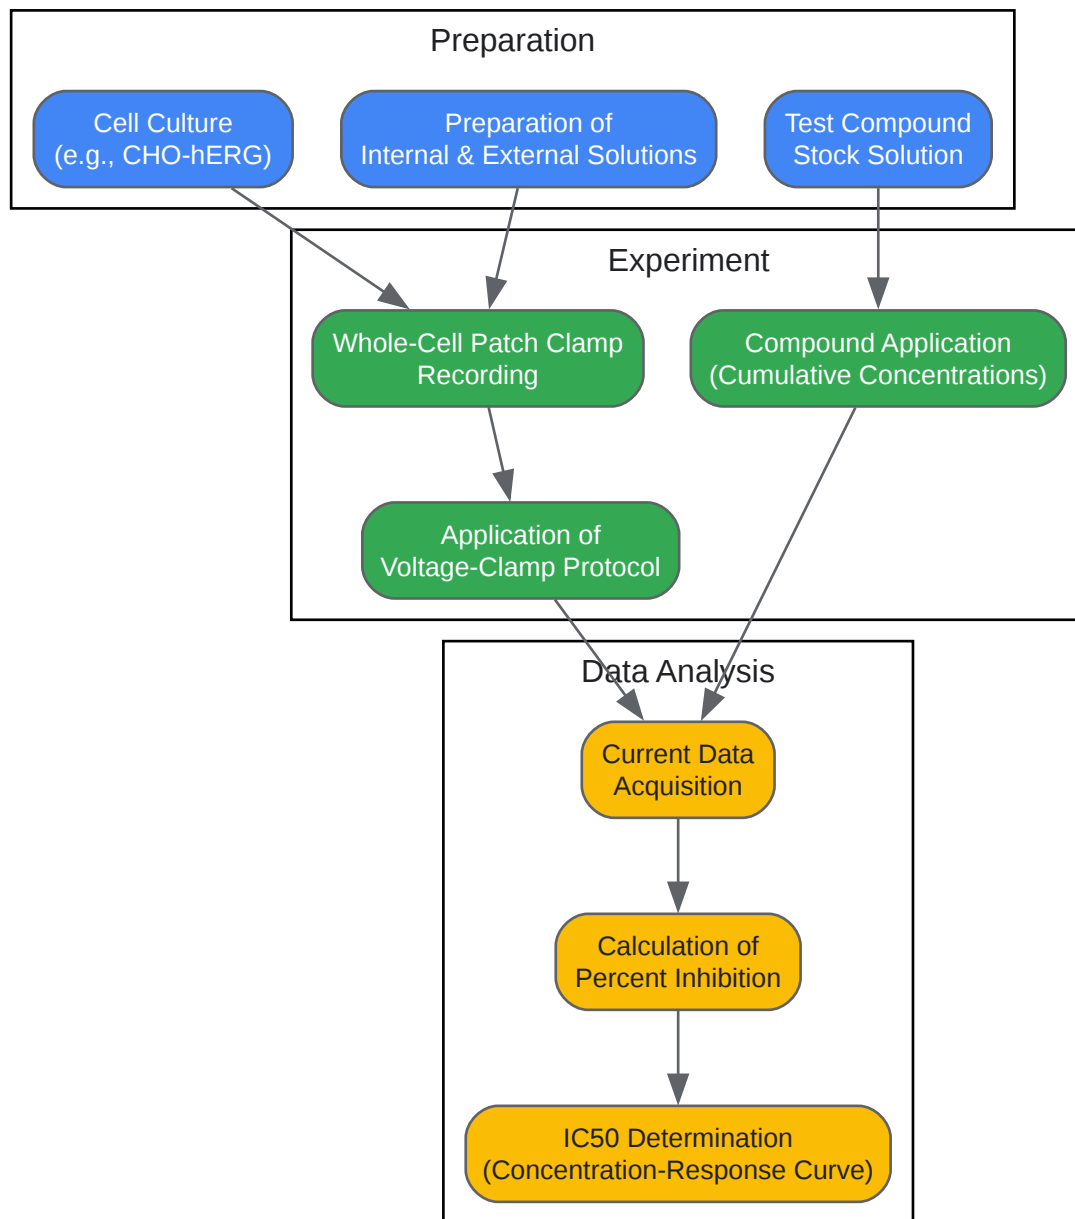 Preparation
Cell Culture
(e.g., CHO-hERG)
Preparation of
Internal & External Solutions
Test Compound
Stock Solution
Experiment
Whole-Cell Patch Clamp
Recording
Compound Application
(Cumulative Concentrations)
Application of
Voltage-Clamp Protocol
Data Analysis
Current Data
Acquisition
Calculation of
Percent Inhibition
IC50 Determination
(Concentration-Response Curve)